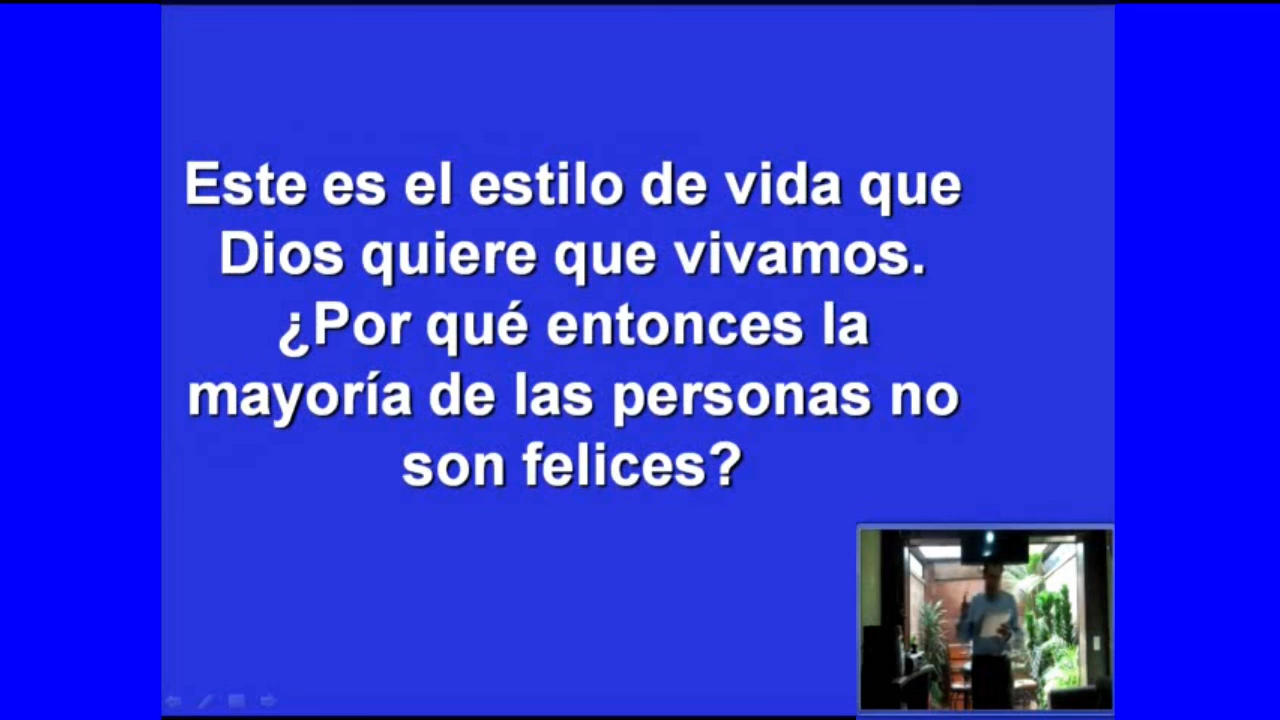 Este es el estilo de vida que
Dios quiere que vivamos.
¿Por qué entonces la
mayoría de las personas no
son felices?